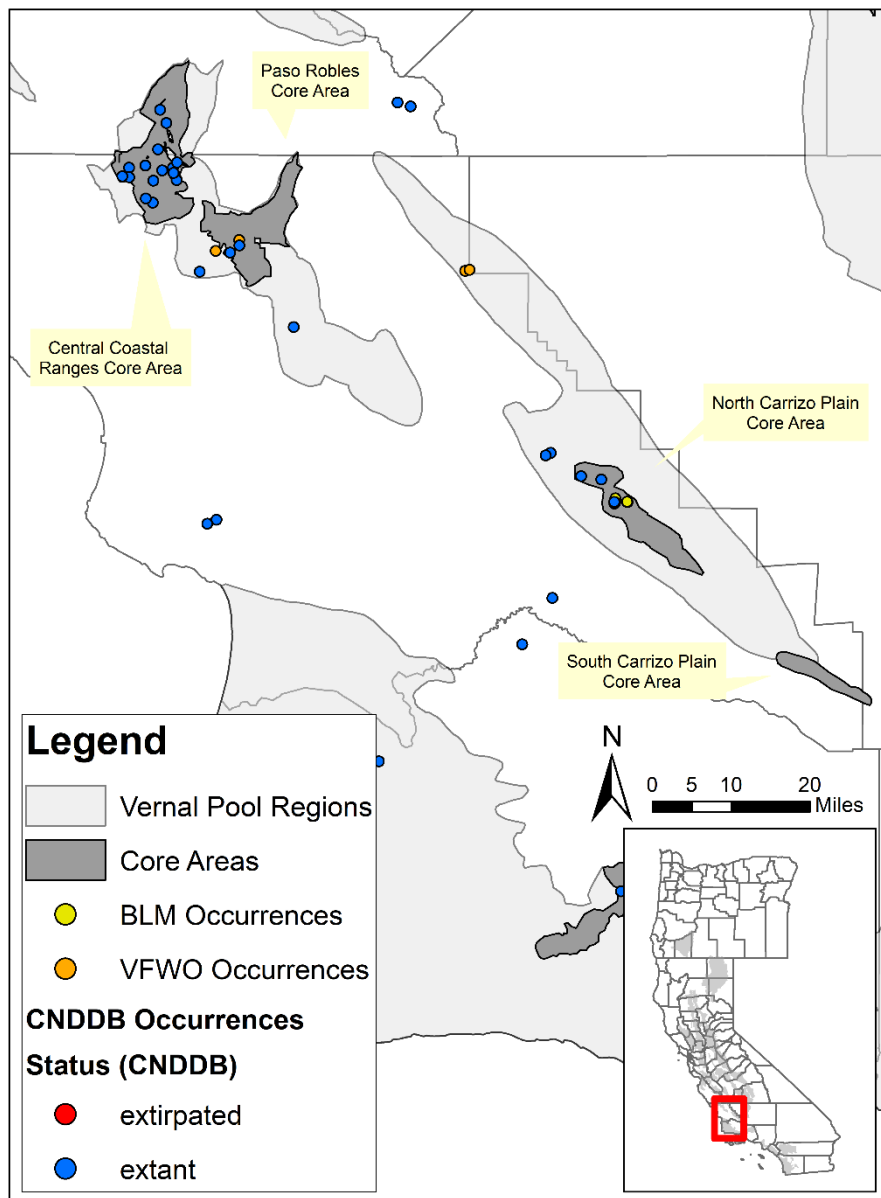 Paso Robles
Core Area
Central Coastal
Ranges Core Area
North Carrizo Plain
Core Area
South Carrizo Plain
Core Area
Legend
Vernal Pool Regions
Core Areas
BLM Occurrences
VFWO Occurrences
CNDDB Occurrences
Status (CNDDB)
extirpated
extant
N
0 5 10 20
Miles